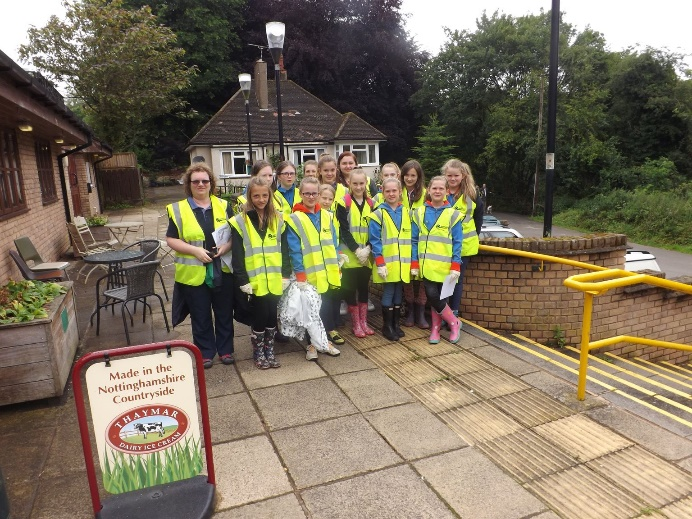 Made in the
Nottinghamshire
Countryside
THAYMAR
DAIRY ICE CREAM